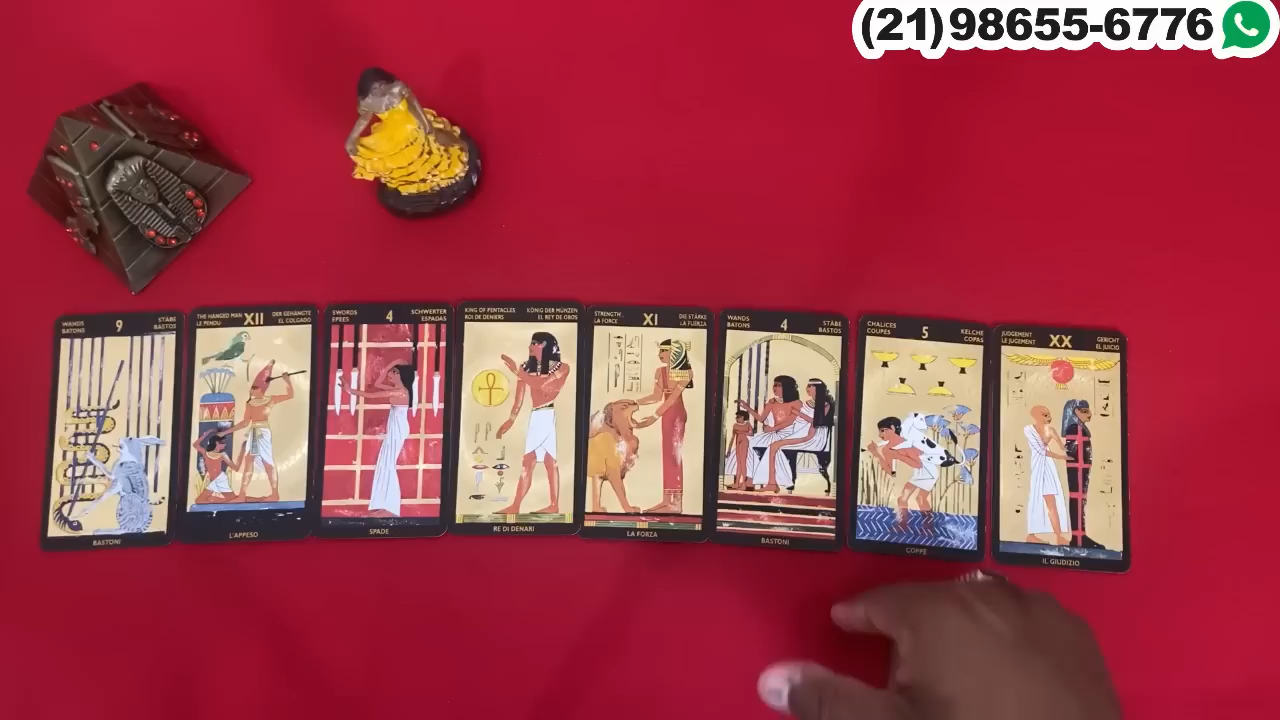 (21)98655-6776
WANDS
BATONS
9
STÄBE
BASTOS
BASTONI
THE HANGED MAN
LE PENDU
XII
DER GEHÄNGTE
EL COLGADO
L'APPESO
SWORDS
EPEES
4
SCHWERTER
ESPADAS
SPADE
KING OF PENTACLES
ROI DE DENIERS
KÖNIG DER MÜNZEN
EL REY DE OROS
RE DI DENARI
STRENGTH
LA FORCE
XI
DIE STÄRKE
LA FUERZA
LA FORZA
WANDS
BATONS
4
STÄBE
BASTOS
BASTONI
CHALICES
COUPES
5
KELCHE
COPAS
COPPE
JUDGEMENT
LE JUGEMENT
XX
GERICHT
EL JUICIO
IL GIUDIZIO